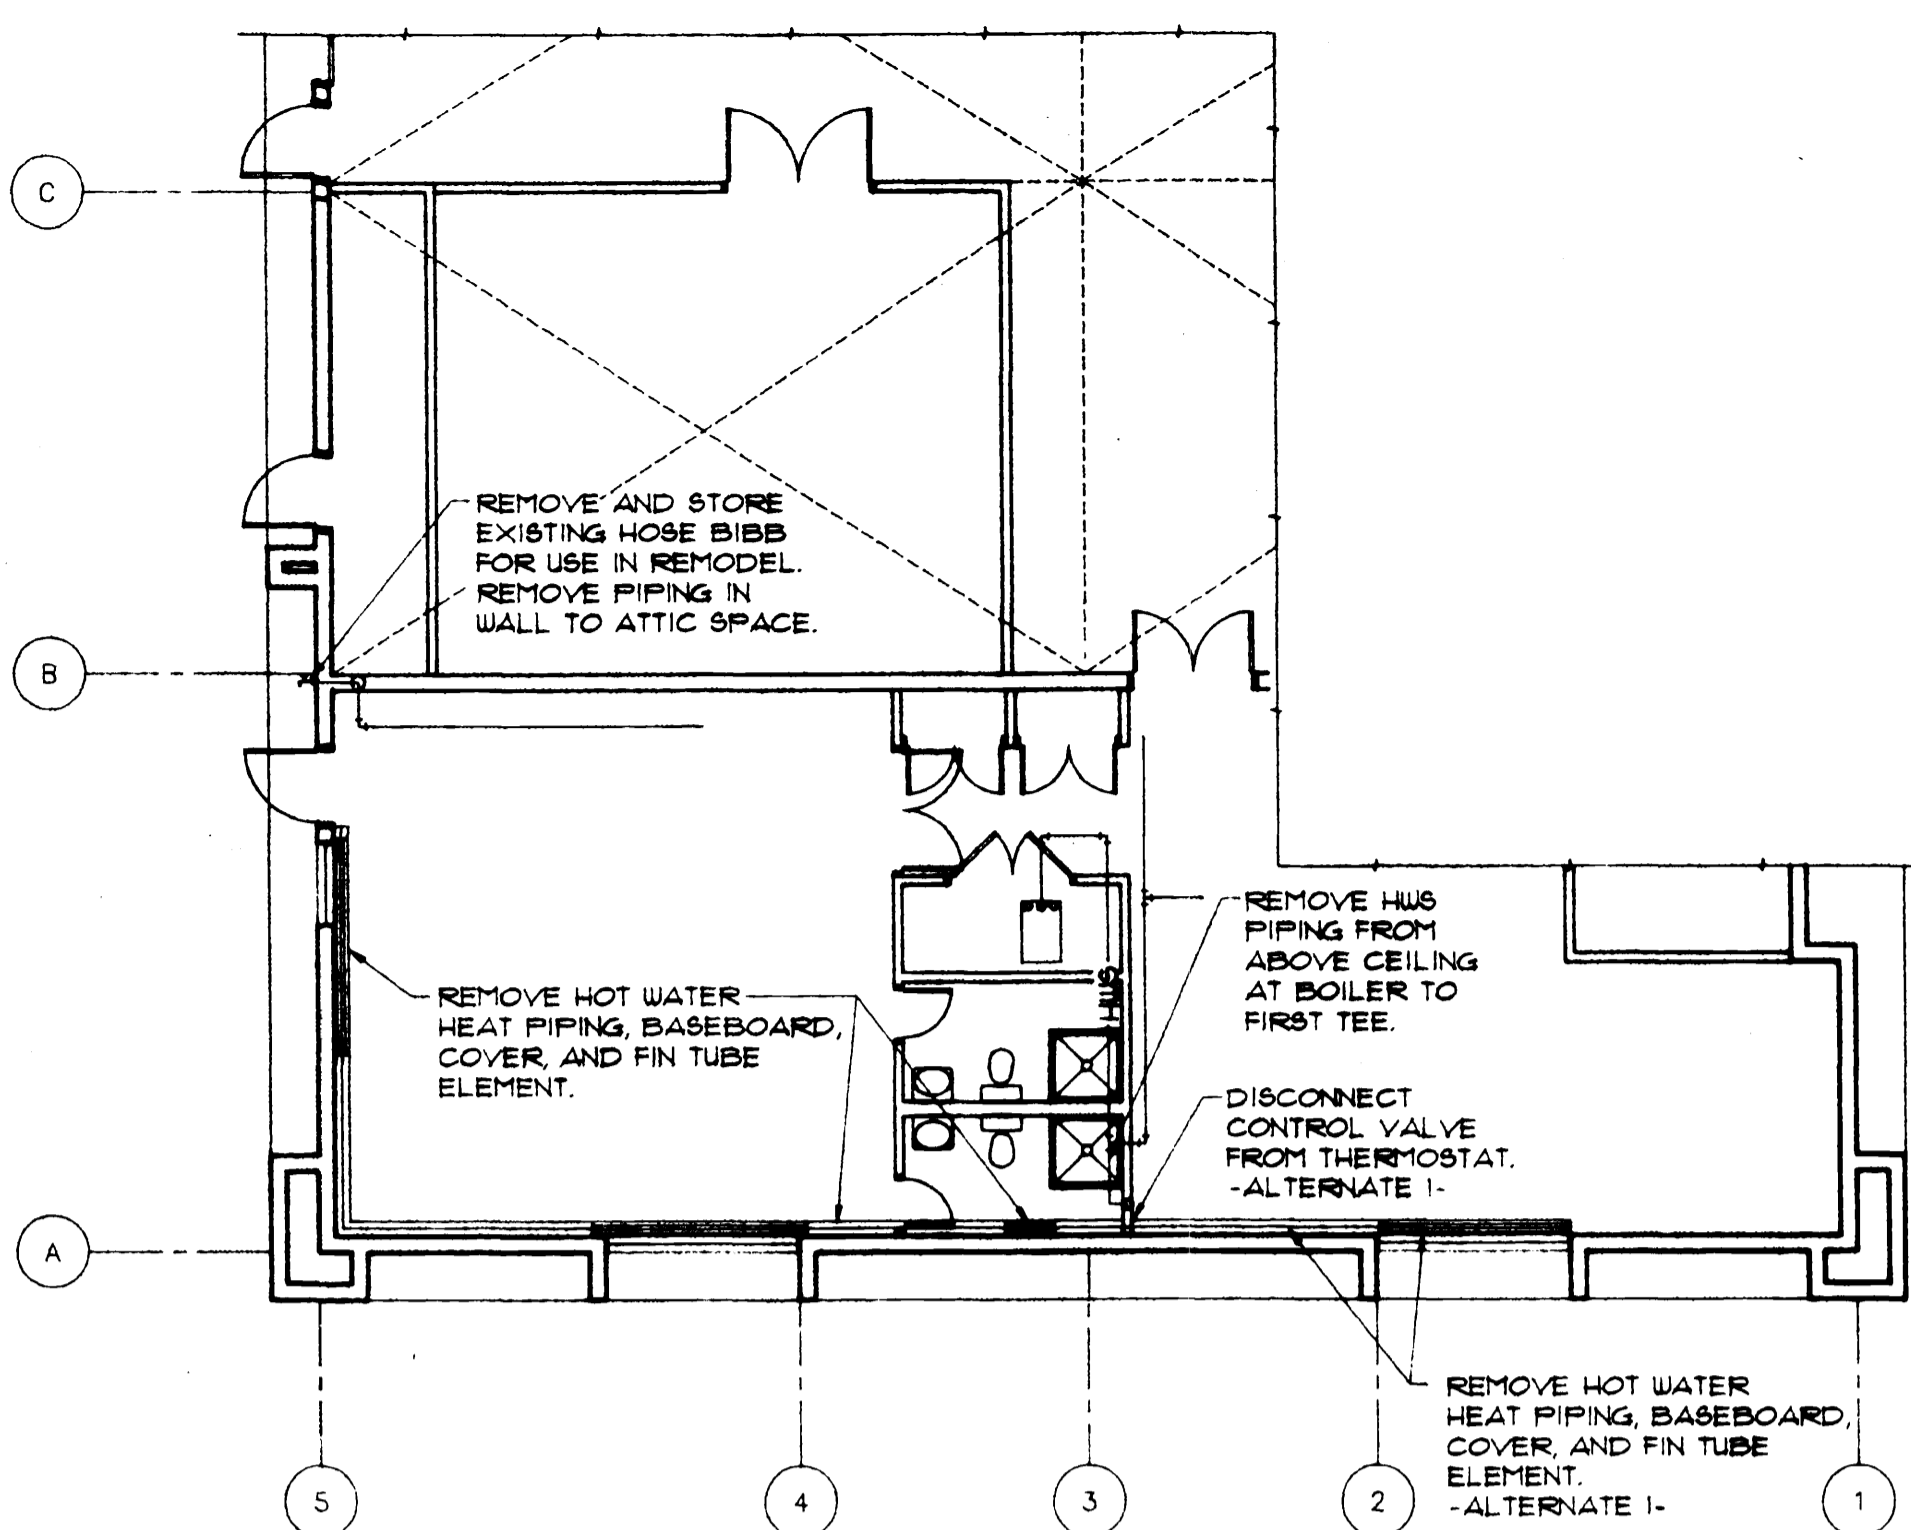 C
REMOVE AND STORE
EXISTING HOSE BIBB
FOR USE IN REMODEL.
REMOVE PIPING IN
WALL TO ATTIC SPACE.
B
REMOVE HWS
PIPING FROM
ABOVE CEILING
AT BOILER TO
FIRST TEE.
HWS
REMOVE HOT WATER
HEAT PIPING, BASEBOARD,
COVER, AND FIN TUBE
ELEMENT.
DISCONNECT
CONTROL VALVE
FROM THERMOSTAT.
-ALTERNATE 1-
A
REMOVE HOT WATER
HEAT PIPING, BASEBOARD,
COVER, AND FIN TUBE
ELEMENT.
-ALTERNATE 1-
5
4
3
2
1